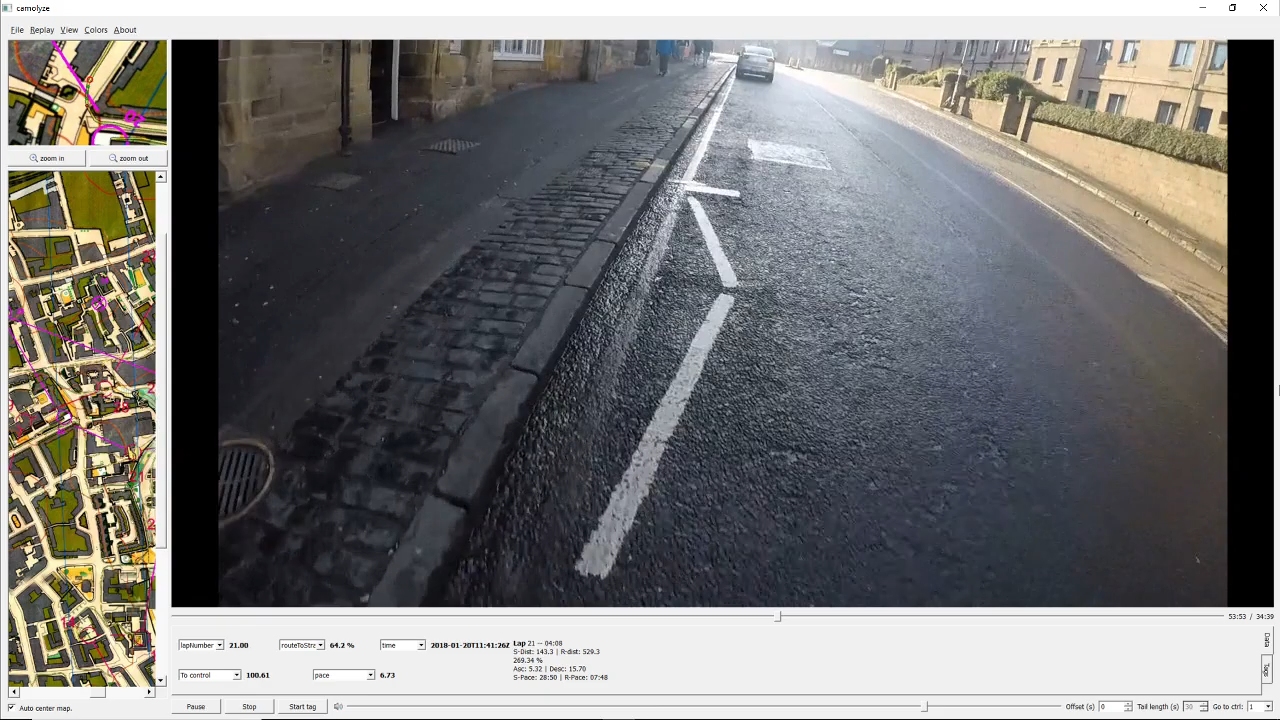 camolyze
File Replay View Colors About
zoom in zoom out
53:53 / 34:39
lapNumber 21.00 routeToStra 64.2 % time 2018-01-20T11:41:26Z
To control 100.61 pace 6.73
Lap 21 -- 04:08
S-Dist: 143.3 | R-dist: 529.3
269.34 %
Asc: 5.32 | Desc: 15.70
S-Pace: 28:50 | R-Pace: 07:48
Data
Tags
Auto center map.
Pause Stop Start tag Offset (s) 0 Tail length (s) 30 Go to ctrl: 1